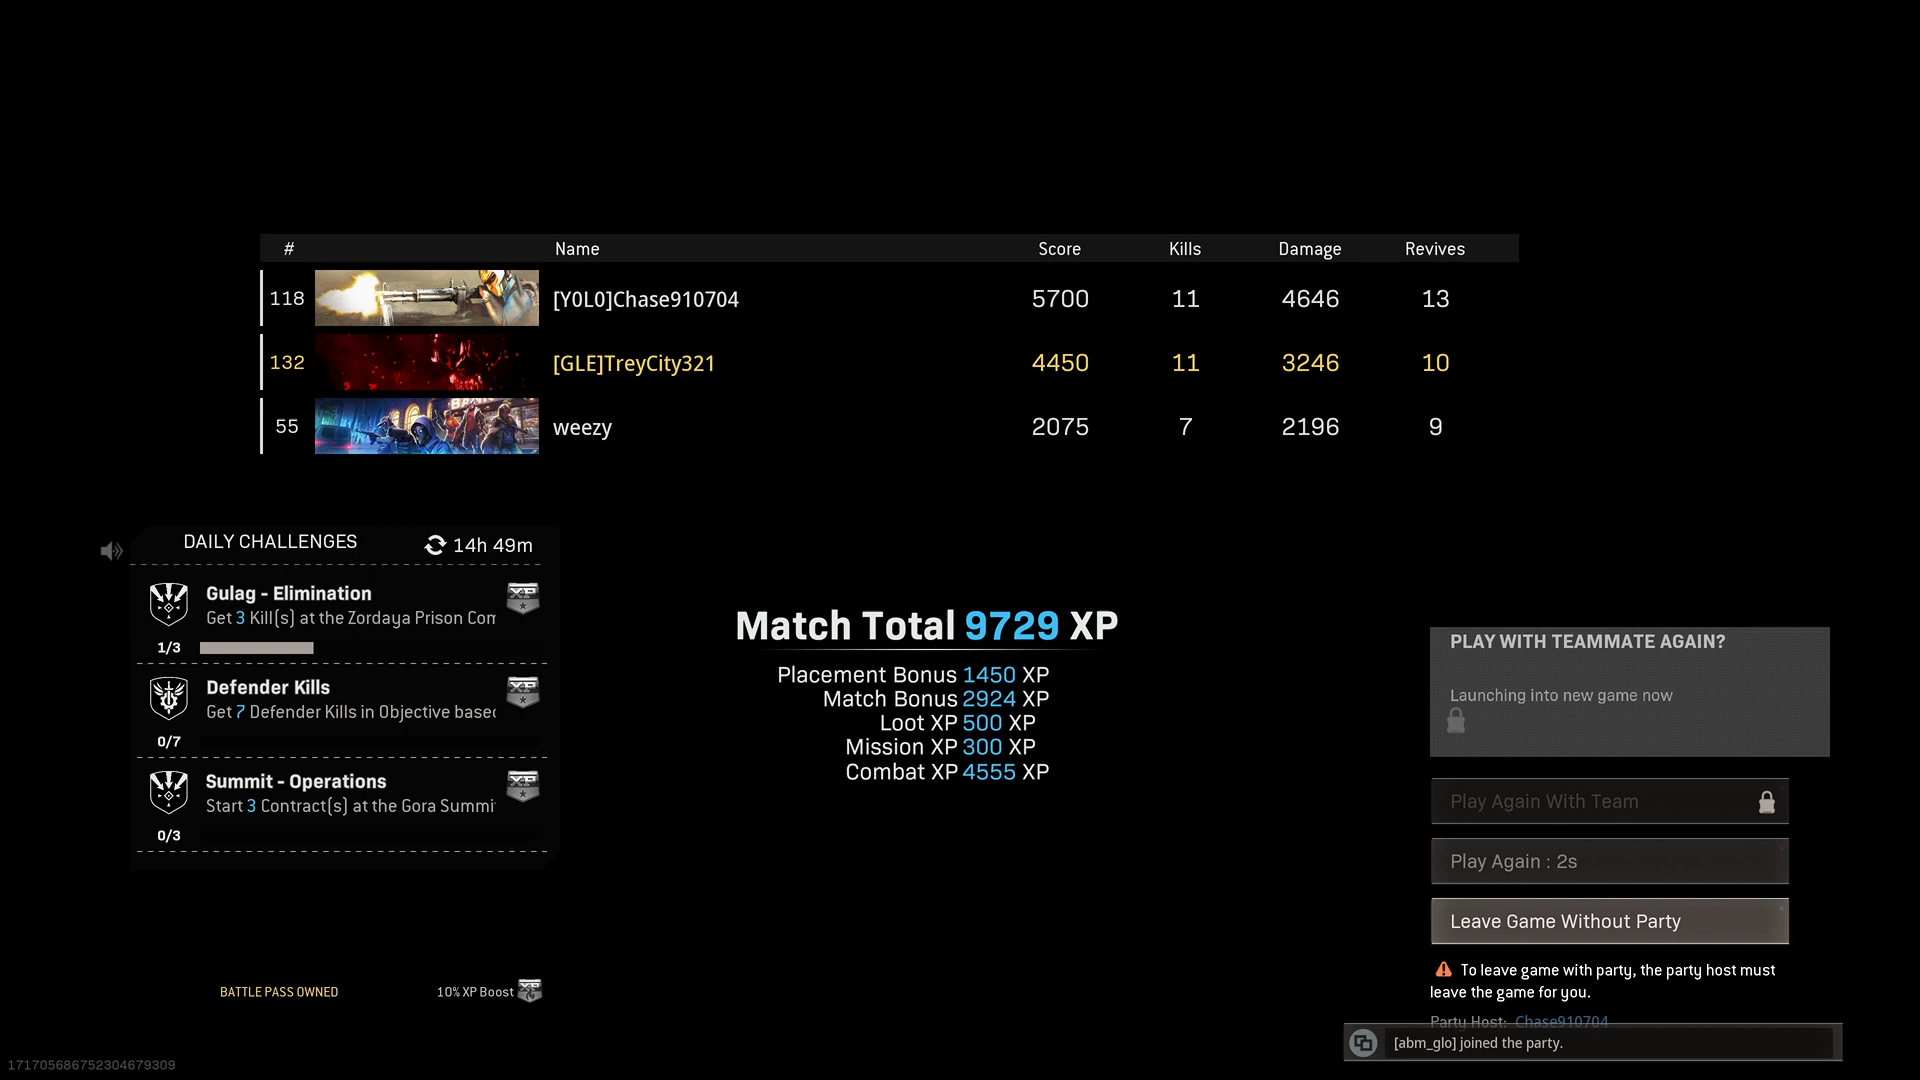 # Name Score Kills Damage Revives
118 [Y0L0]Chase910704 5700 11 4646 13
132 [GLE]TreyCity321 4450 11 3246 10
55 weezy 2075 7 2196 9
DAILY CHALLENGES 14h 49m
Gulag - Elimination
Get 3 Kill(s) at the Zordaya Prison Com
1/3
Defender Kills
Get 7 Defender Kills in Objective based
0/7
Summit - Operations
Start 3 Contract(s) at the Gora Summit
0/3
BATTLE PASS OWNED 10% XP Boost
Match Total 9729 XP
Placement Bonus 1450 XP
Match Bonus 2924 XP
Loot XP 500 XP
Mission XP 300 XP
Combat XP 4555 XP
PLAY WITH TEAMMATE AGAIN?
Launching into new game now
Play Again With Team
Play Again : 2s
Leave Game Without Party
To leave game with party, the party host must
leave the game for you.
Party Host: Chase910704
[abm_glo] joined the party.
17170568675230467930​9